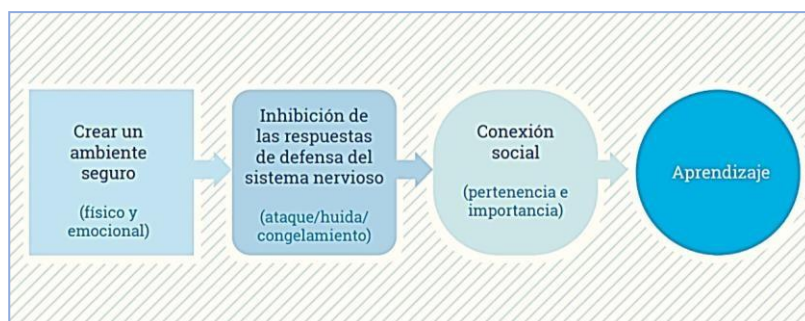 Crear un
ambiente
seguro
(físico y
emocional)
Inhibición de
las respuestas
de defensa del
sistema nervioso
(ataque/huida/
congelamiento)
Conexión
social
(pertenencia e
importancia)
Aprendizaje